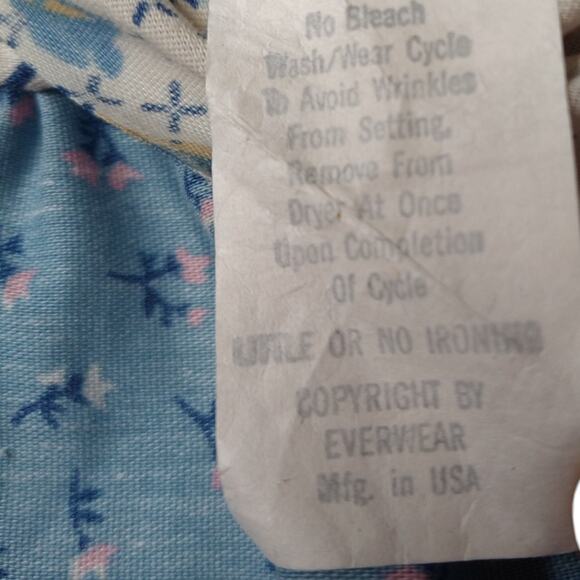 No Bleach
Wash/Wear Cycle
To Avoid Wrinkles
From Setting,
Remove From
Dryer At Once
Upon Completion
Of Cycle
LITTLE OR NO IRONING
COPYRIGHT BY
EVERWEAR
Mfg. in USA